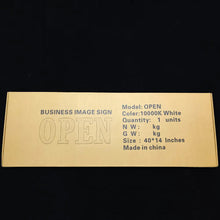 BUSINESS IMAGE SIGN
OPEN
Model: OPEN
Color: 10000K White
Quantity: 1 units
N W: kg
G W: kg
Size : 40*14 Inches
Made in china